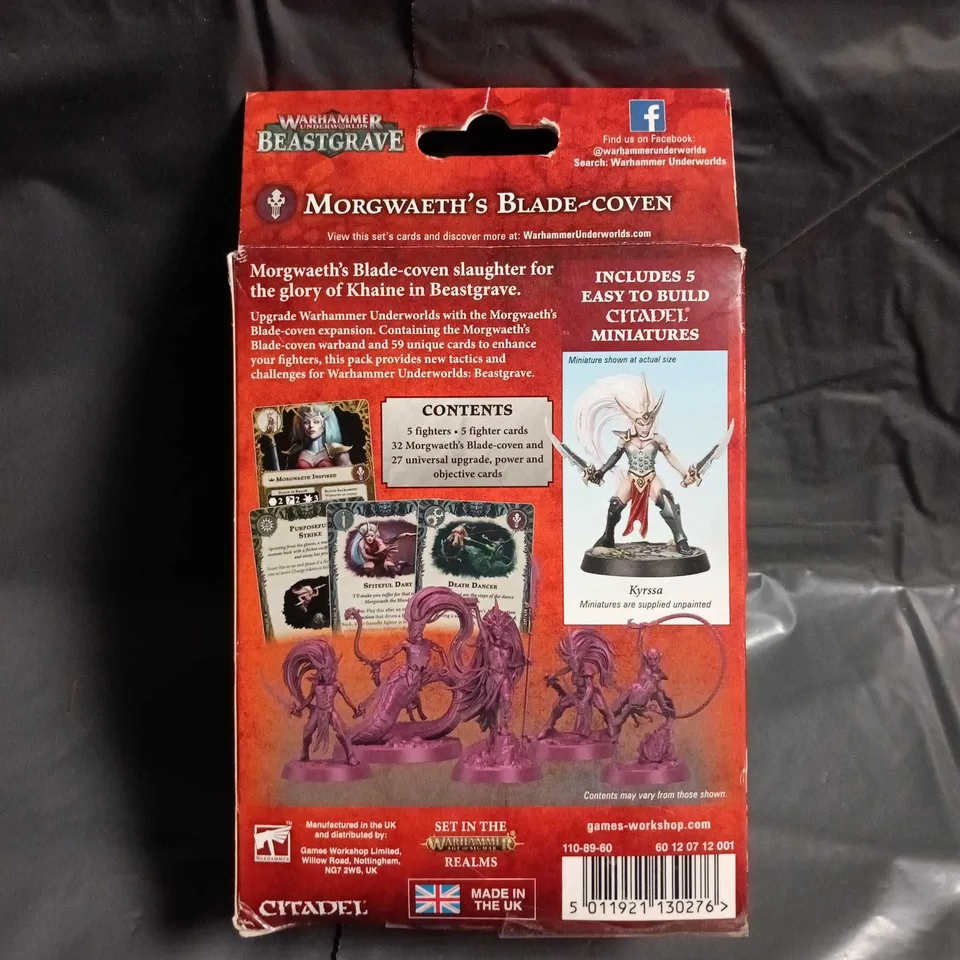 WARHAMMER
UNDERWORLDS
BEASTGRAVE
Find us on Facebook:
@warhammerunderworlds
Search: Warhammer Underworlds
MORGWAETH'S BLADE-COVEN
View this set's cards and discover more at: WarhammerUnderworlds.com
Morgwaeth's Blade-coven slaughter for
the glory of Khaine in Beastgrave.
Upgrade Warhammer Underworlds with the Morgwaeth's
Blade-coven expansion. Containing the Morgwaeth's
Blade-coven warband and 59 unique cards to enhance
your fighters, this pack provides new tactics and
challenges for Warhammer Underworlds: Beastgrave.
INCLUDES 5
EASY TO BUILD
CITADEL®
MINIATURES
Miniature shown at actual size
Kyrssa
Miniatures are supplied unpainted
CONTENTS
5 fighters • 5 fighter cards
32 Morgwaeth's Blade-coven and
27 universal upgrade, power and
objective cards
MORGWAETH INSPIRED
2 2 3
PURPOSEFUL
STRIKE
SPITEFUL DART
DEATH DANCER
Contents may vary from those shown.
WARHAMMER
™
Manufactured in the UK
and distributed by:
Games Workshop Limited,
Willow Road, Nottingham,
NG7 2WS, UK
CITADEL
SET IN THE
WARHAMMER
AGE OF SIGMAR
REALMS
MADE IN
THE UK
games-workshop.com
110-89-60
60 12 07 12 001
5 011921 130276 >